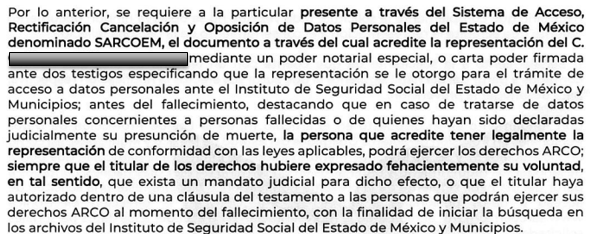 Por lo anterior, se requiere a la particular presente a través del Sistema de Acceso,
Rectificación Cancelación y Oposición de Datos Personales del Estado de México
denominado SARCOEM, el documento a través del cual acredite la representación del C.
mediante un poder notarial especial, o carta poder firmada
ante dos testigos especificando que la representación se le otorgo para el trámite de
acceso a datos personales ante el Instituto de Seguridad Social del Estado de México y
Municipios; antes del fallecimiento, destacando que en caso de tratarse de datos
personales concernientes a personas fallecidas o de quienes hayan sido declaradas
judicialmente su presunción de muerte, la persona que acredite tener legalmente la
representación de conformidad con las leyes aplicables, podrá ejercer los derechos ARCO;
siempre que el titular de los derechos hubiere expresado fehacientemente su voluntad,
en tal sentido, que exista un mandato judicial para dicho efecto, o que el titular haya
autorizado dentro de una cláusula del testamento a las personas que podrán ejercer sus
derechos ARCO al momento del fallecimiento, con la finalidad de iniciar la búsqueda en
los archivos del Instituto de Seguridad Social del Estado de México y Municipios.